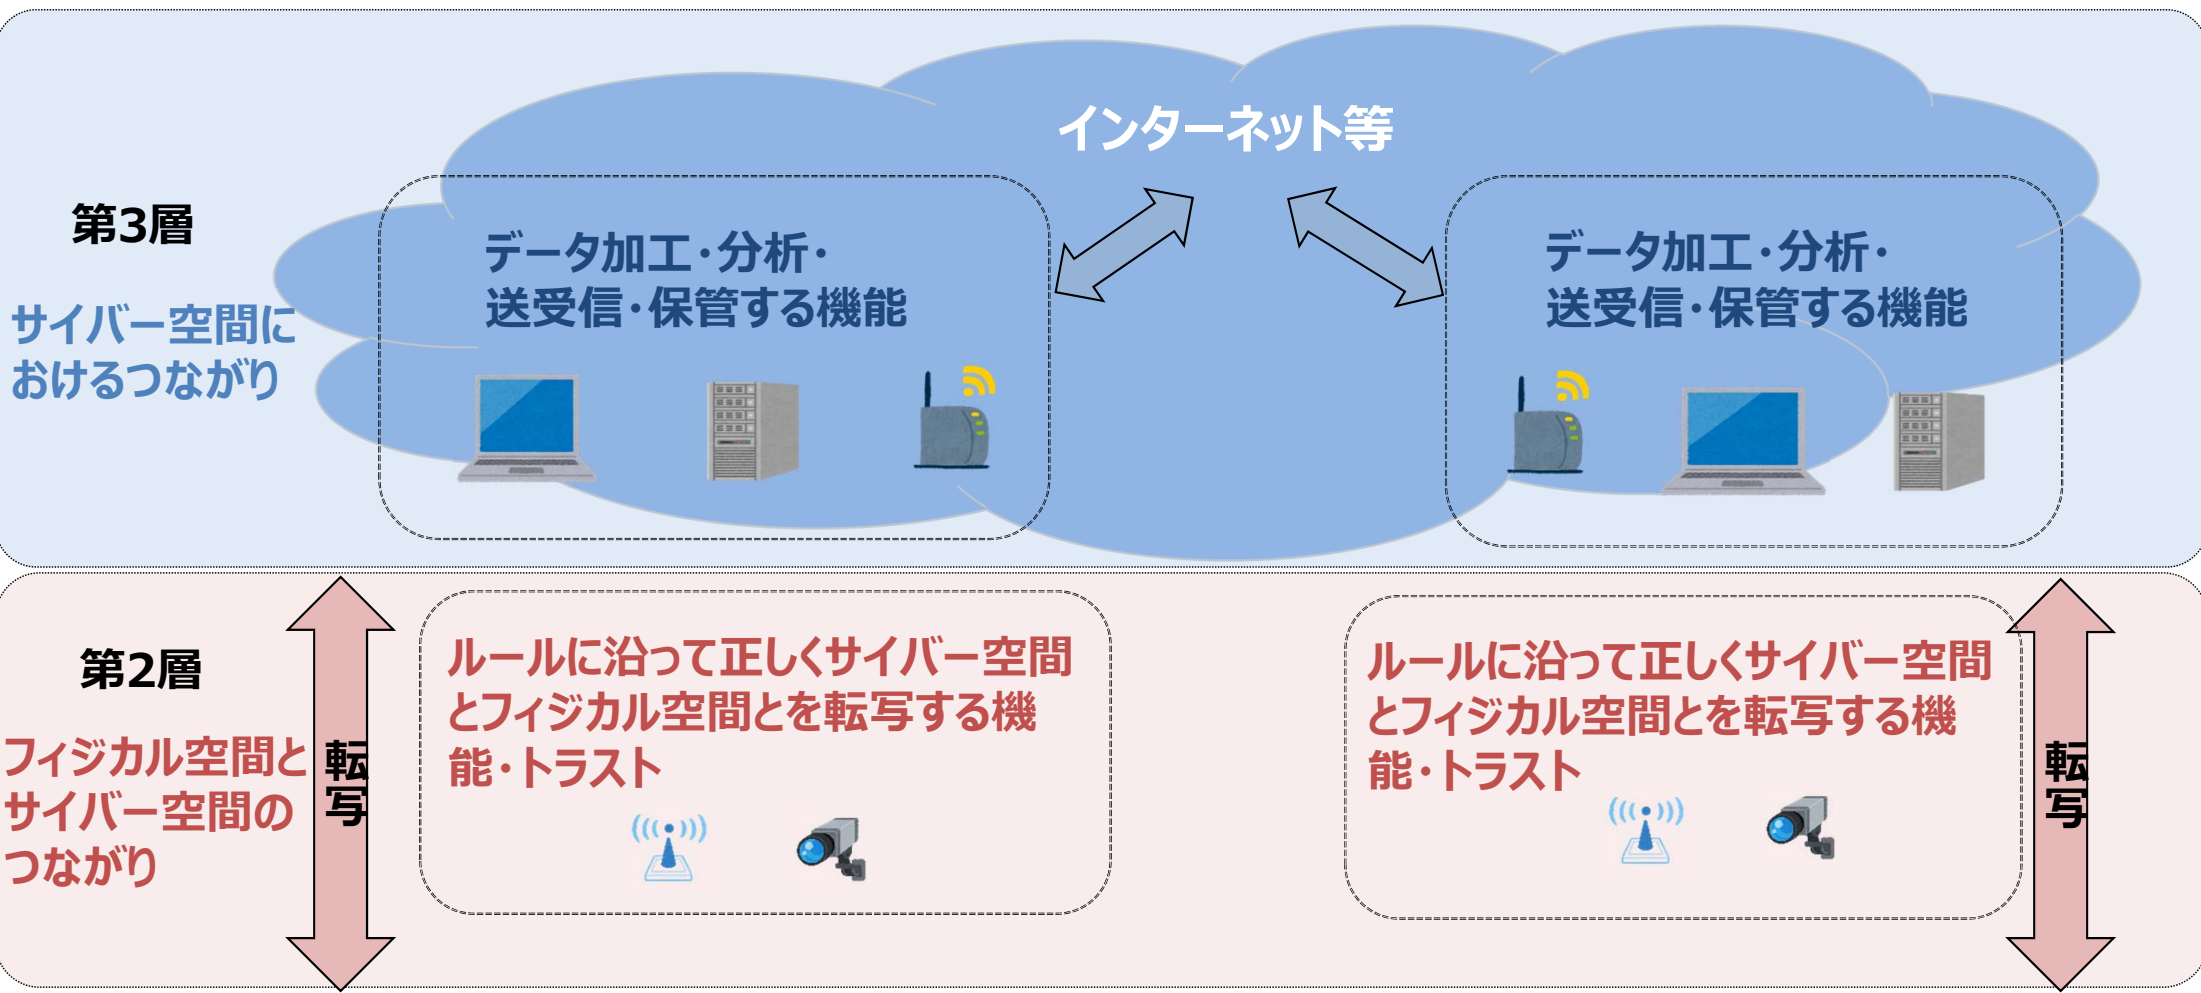 インターネット等
第3層
サイバー空間に
おけるつながり
データ加工・分析・
送受信・保管する機能
データ加工・分析・
送受信・保管する機能
第2層
フィジカル空間と
サイバー空間の
つながり
転写
ルールに沿って正しくサイバー空間
とフィジカル空間とを転写する機
能・トラスト
ルールに沿って正しくサイバー空間
とフィジカル空間とを転写する機
能・トラスト
転写